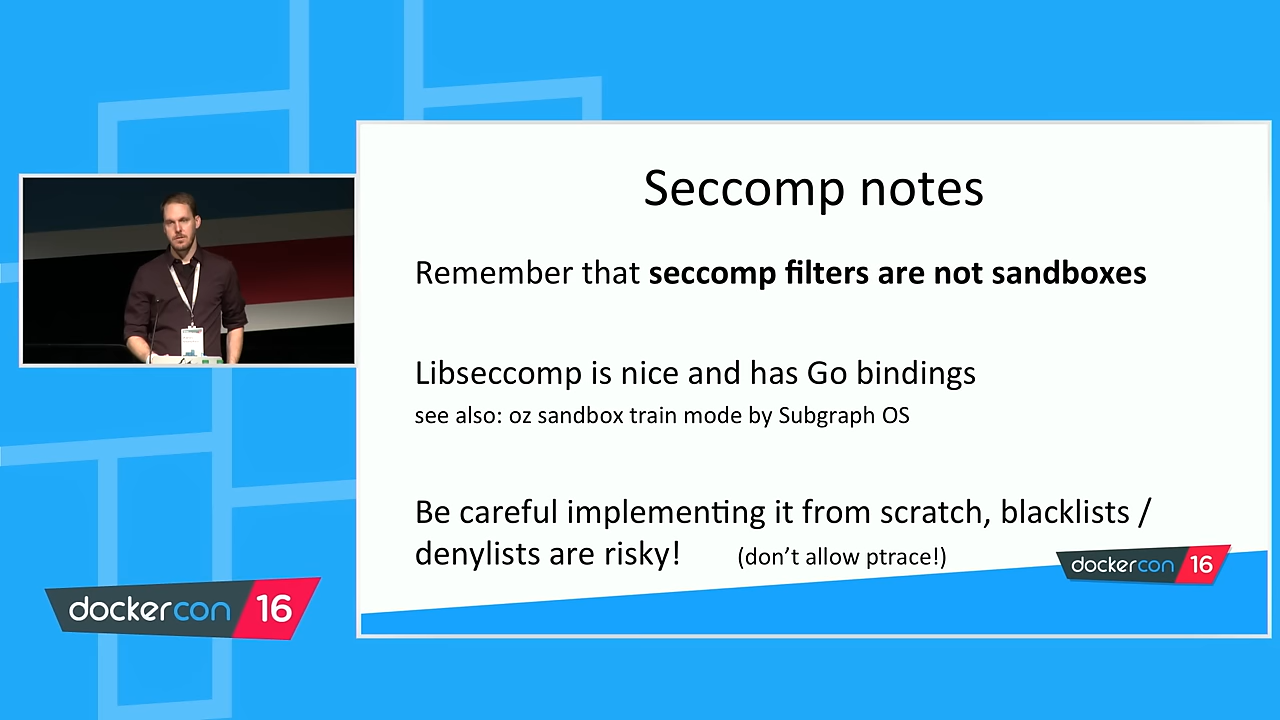 Seccomp notes
Remember that seccomp filters are not sandboxes
Libseccomp is nice and has Go bindings
see also: oz sandbox train mode by Subgraph OS
Be careful implementing it from scratch, blacklists /
denylists are risky! (don't allow ptrace!)
dockercon 16
dockercon 16